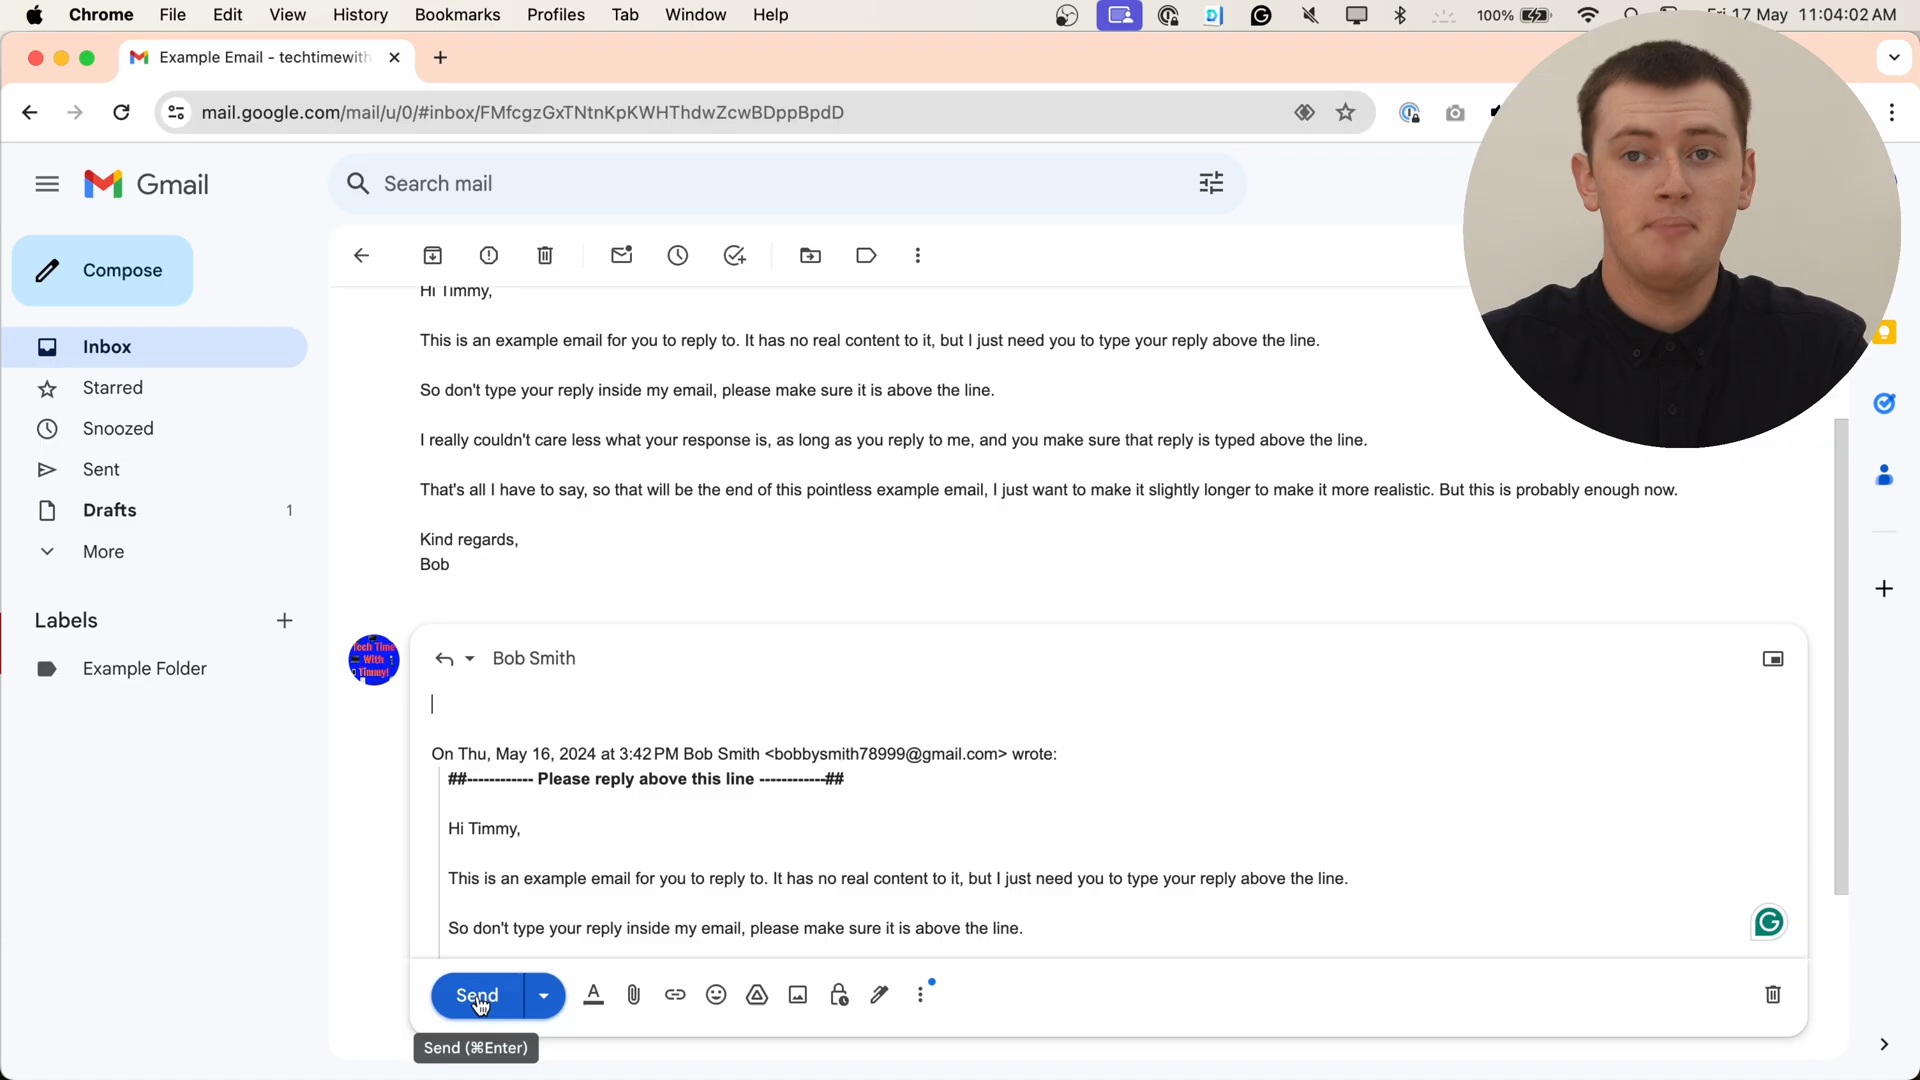 Chrome File Edit View History Bookmarks Profiles Tab Window Help 100% Fri 17 May 11:04:02 AM
Example Email - techtimewith
mail.google.com/mail/u/0/#inbox/FMfcgzGxTNtnKpKWHThdwZcwBDppBpdD
Gmail
Search mail
Compose
Inbox
Starred
Snoozed
Sent
Drafts 1
More
Labels
Example Folder
Hi Timmy,
This is an example email for you to reply to. It has no real content to it, but I just need you to type your reply above the line.
So don't type your reply inside my email, please make sure it is above the line.
I really couldn't care less what your response is, as long as you reply to me, and you make sure that reply is typed above the line.
That's all I have to say, so that will be the end of this pointless example email, I just want to make it slightly longer to make it more realistic. But this is probably enough now.
Kind regards,
Bob
Tech Time
With
Timmy!
Bob Smith
On Thu, May 16, 2024 at 3:42 PM Bob Smith <bobbysmith78999@gmail.com> wrote:
##------------ Please reply above this line ------------##
Hi Timmy,
This is an example email for you to reply to. It has no real content to it, but I just need you to type your reply above the line.
So don't type your reply inside my email, please make sure it is above the line.
Send
Send (⌘Enter)